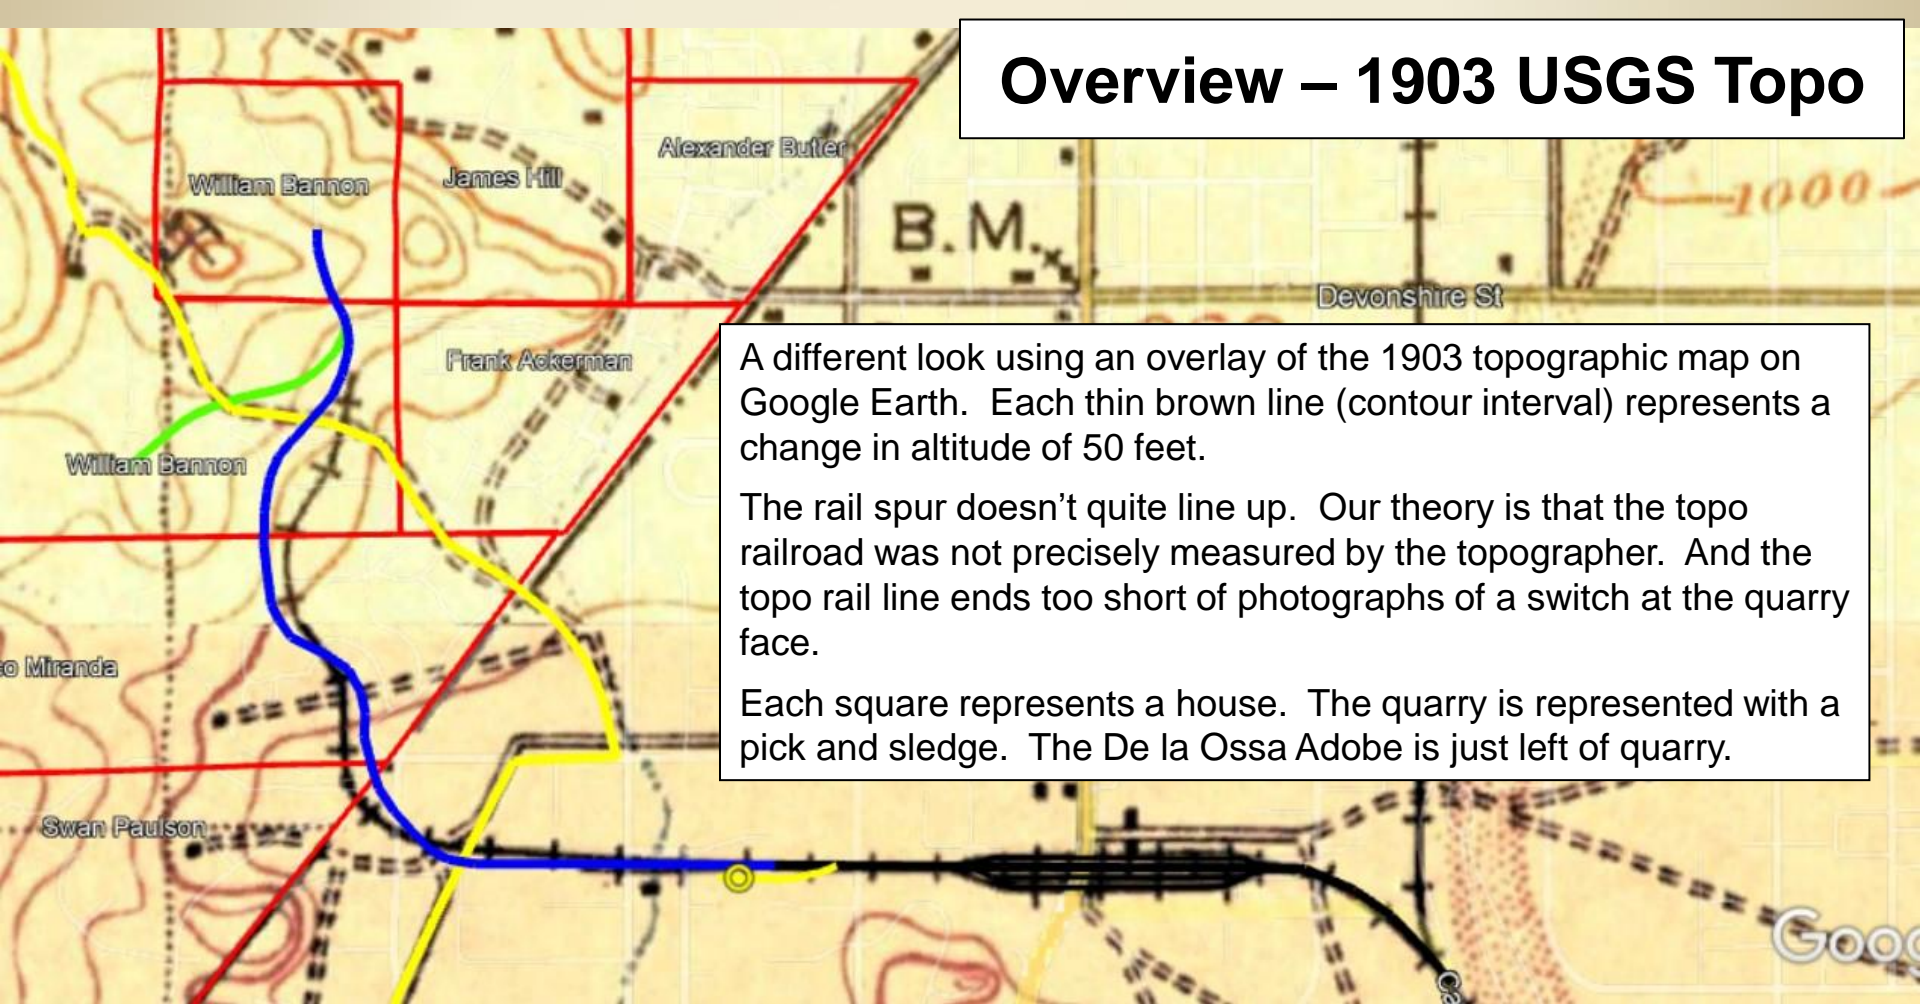 Overview – 1903 USGS Topo
Alexander Butler
James Hill
William Bannon
1000
B.M.
Devonshire St
Frank Ackerman
A different look using an overlay of the 1903 topographic map on
Google Earth.  Each thin brown line (contour interval) represents a
change in altitude of 50 feet.
William Bannon
The rail spur doesn’t quite line up.  Our theory is that the topo
railroad was not precisely measured by the topographer.  And the
topo rail line ends too short of photographs of a switch at the quarry
face.
o Miranda
Each square represents a house.  The quarry is represented with a
pick and sledge.  The De la Ossa Adobe is just left of quarry.
Swan Paulson
Goog
Ca